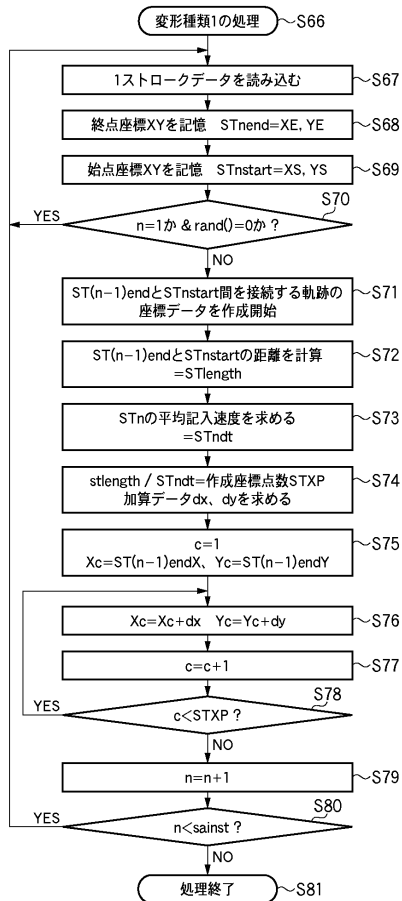 変形種類1の処理 S66
1ストロークデータを読み込む S67
終点座標XYを記憶 STnend=XE, YE S68
始点座標XYを記憶 STnstart=XS, YS S69
S70
YES n=1か & rand()=0か ?
NO
ST(n−1)endとSTnstart間を接続する軌跡の S71
座標データを作成開始
ST(n−1)endとSTnstartの距離を計算 S72
=STlength
STnの平均記入速度を求める S73
=STndt
stlength / STndt=作成座標点数STXP S74
加算データdx、dyを求める
c=1 S75
Xc=ST(n−1)endX、Yc=ST(n−1)endY
Xc=Xc+dx Yc=Yc+dy S76
c=c+1 S77
S78
YES c<STXP ?
NO
n=n+1 S79
S80
YES n<sainst ?
NO
処理終了 S81